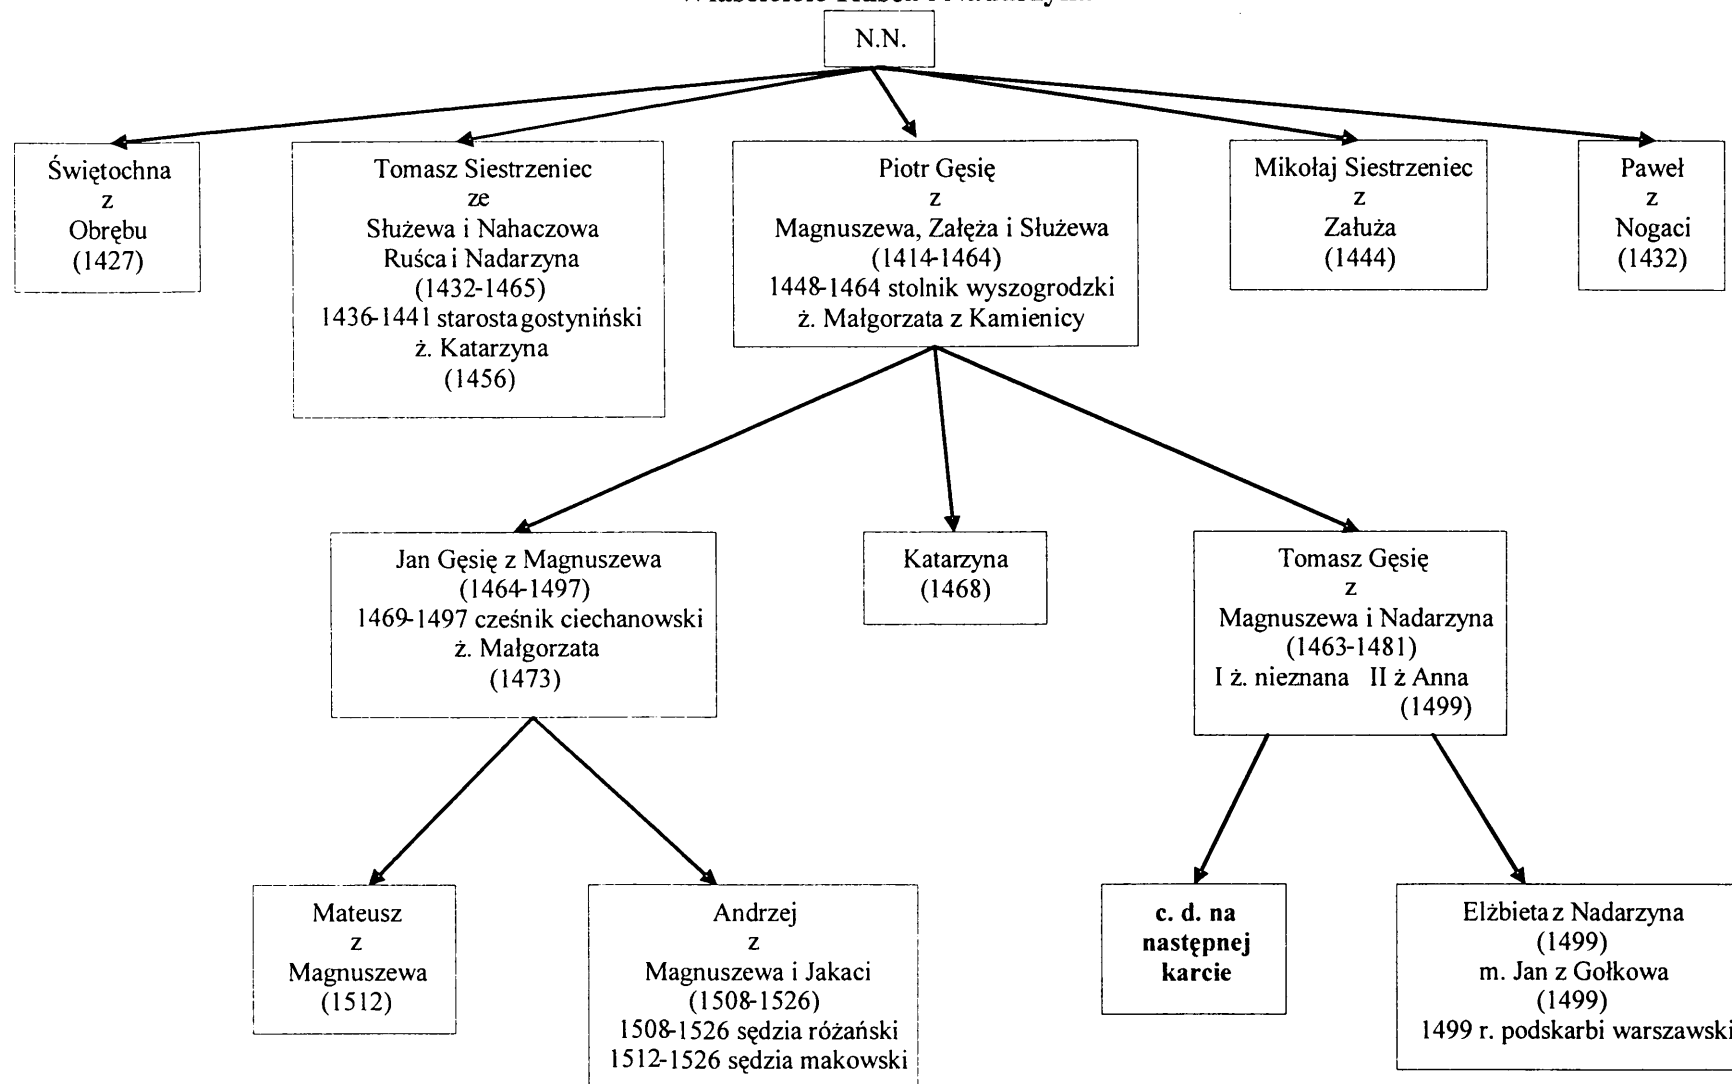 N.N.
Świętochna
z
Obrębu
(1427)
Tomasz Siestrzeniec
ze
Służewa i Nahaczowa
Ruśca i Nadarzyna
(1432-1465)
1436-1441 starosta gostyniński
ż. Katarzyna
(1456)
Piotr Gęsię
z
Magnuszewa, Załęża i Służewa
(1414-1464)
1448-1464 stolnik wyszogrodzki
ż. Małgorzata z Kamienicy
Mikołaj Siestrzeniec
z
Załuża
(1444)
Paweł
z
Nogaci
(1432)
Jan Gęsię z Magnuszewa
(1464-1497)
1469-1497 cześnik ciechanowski
ż. Małgorzata
(1473)
Katarzyna
(1468)
Tomasz Gęsię
z
Magnuszewa i Nadarzyna
(1463-1481)
I ż. nieznana II ż Anna
(1499)
Mateusz
z
Magnuszewa
(1512)
Andrzej
z
Magnuszewa i Jakaci
(1508-1526)
1508-1526 sędzia różański
1512-1526 sędzia makowski
c. d. na
następnej
karcie
Elżbieta z Nadarzyna
(1499)
m. Jan z Gołkowa
(1499)
1499 r. podskarbi warszawski